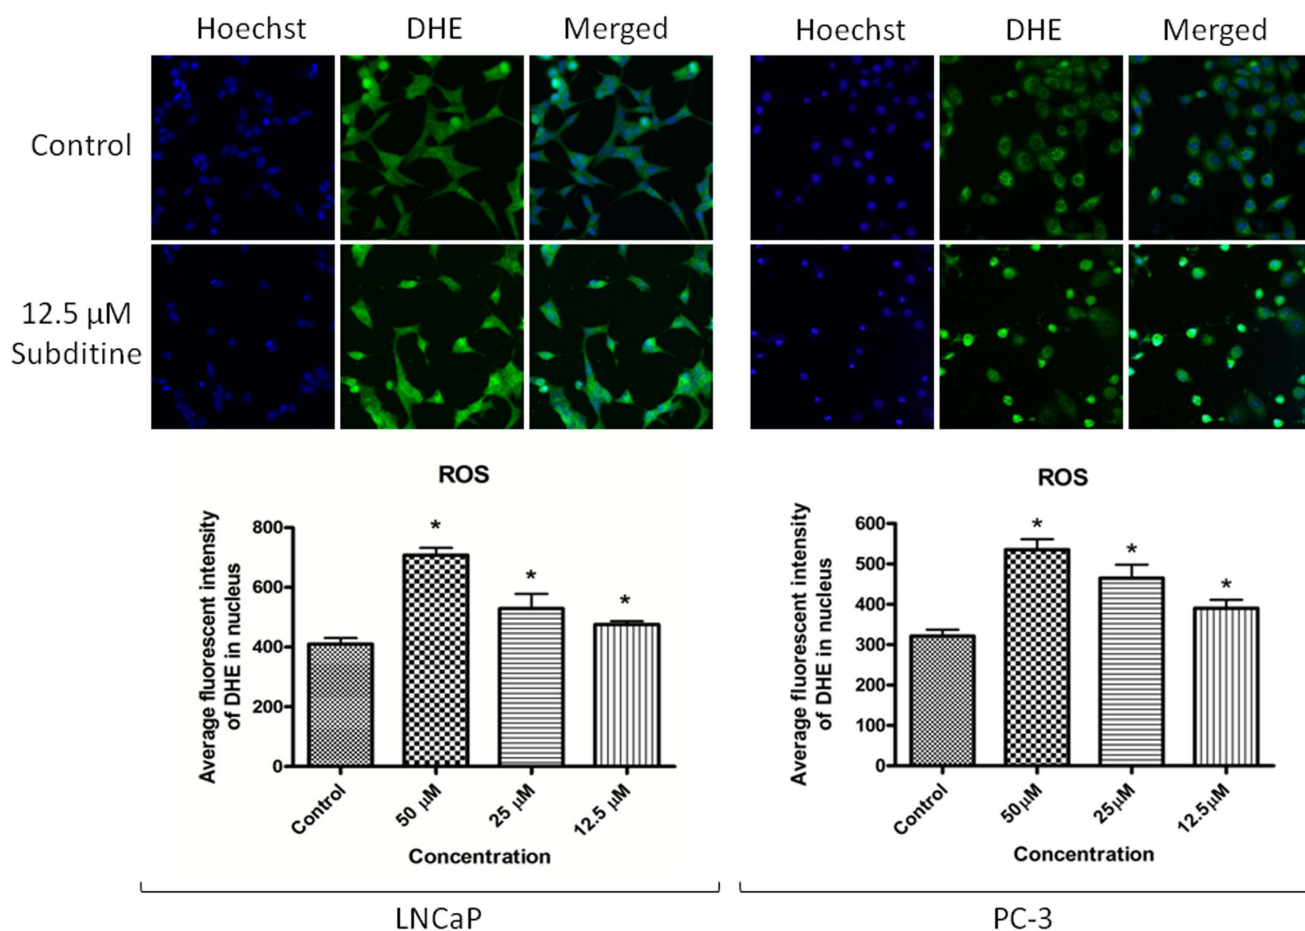 Hoechst DHE Merged Hoechst DHE Merged
Control
12.5 μM
Subditine
ROS
Average fluorescent intensity
of DHE in nucleus
800
600
400
200
0
*
*
*
Control
50 μM
25 μM
12.5 μM
Concentration
LNCaP
ROS
Average fluorescent intensity
of DHE in nucleus
600
500
400
300
200
100
0
*
*
*
Control
50μM
25μM
12.5μM
Concentration
PC-3